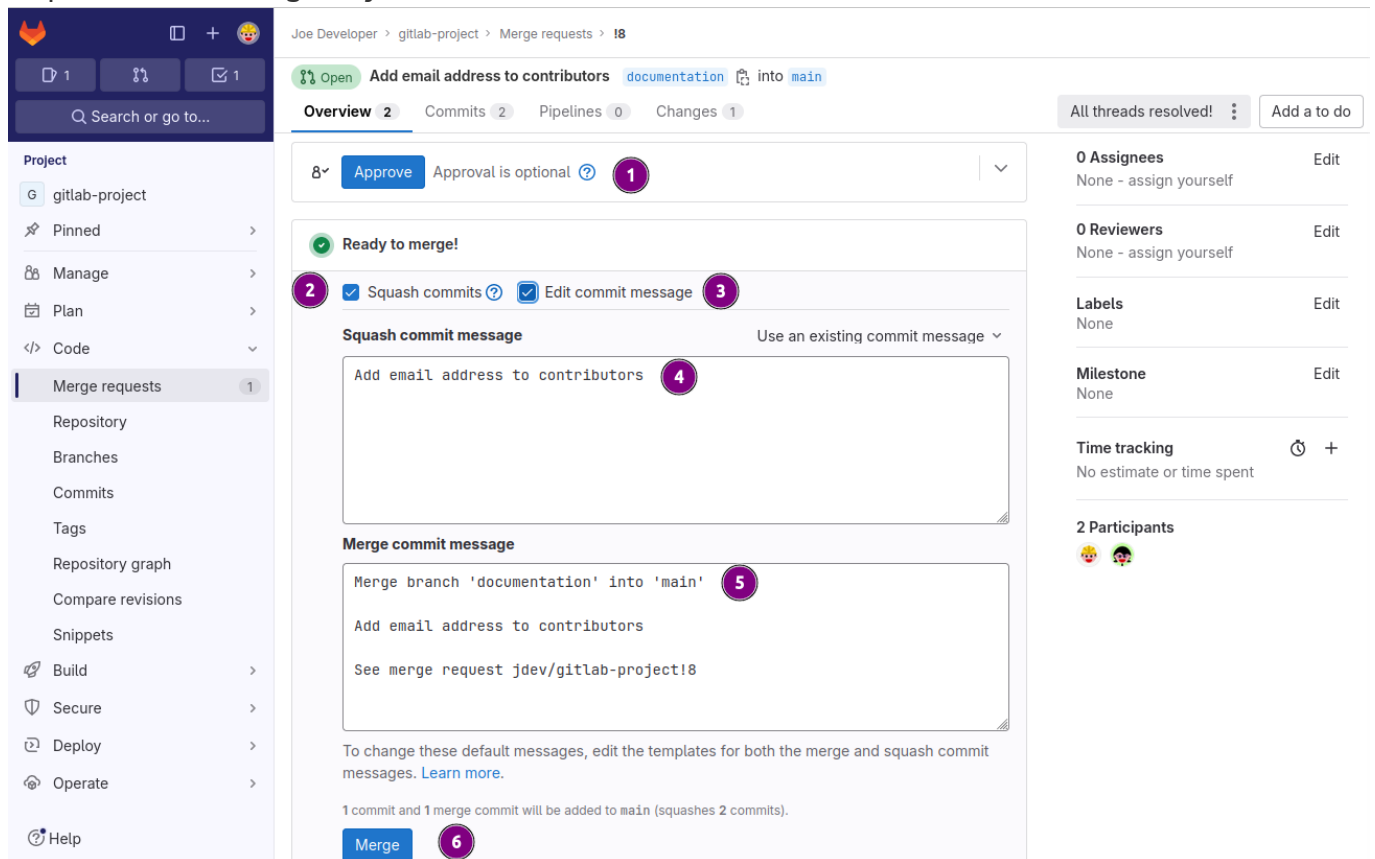 Joe Developer > gitlab-project > Merge requests > !8
1
1
Search or go to...
Open Add email address to contributors documentation into main
Overview 2 Commits 2 Pipelines 0 Changes 1
All threads resolved! Add a to do
Project
G gitlab-project
Pinned
Manage
Plan
Code
Merge requests 1
Repository
Branches
Commits
Tags
Repository graph
Compare revisions
Snippets
Build
Secure
Deploy
Operate
Help
Approve Approval is optional ? 1
Ready to merge!
2 Squash commits ? Edit commit message 3
Squash commit message Use an existing commit message
Add email address to contributors 4
Merge commit message
Merge branch 'documentation' into 'main' 5
Add email address to contributors
See merge request jdev/gitlab-project!8
To change these default messages, edit the templates for both the merge and squash commit
messages. Learn more.
1 commit and 1 merge commit will be added to main (squashes 2 commits).
Merge 6
0 Assignees Edit
None - assign yourself
0 Reviewers Edit
None - assign yourself
Labels Edit
None
Milestone Edit
None
Time tracking
No estimate or time spent
2 Participants